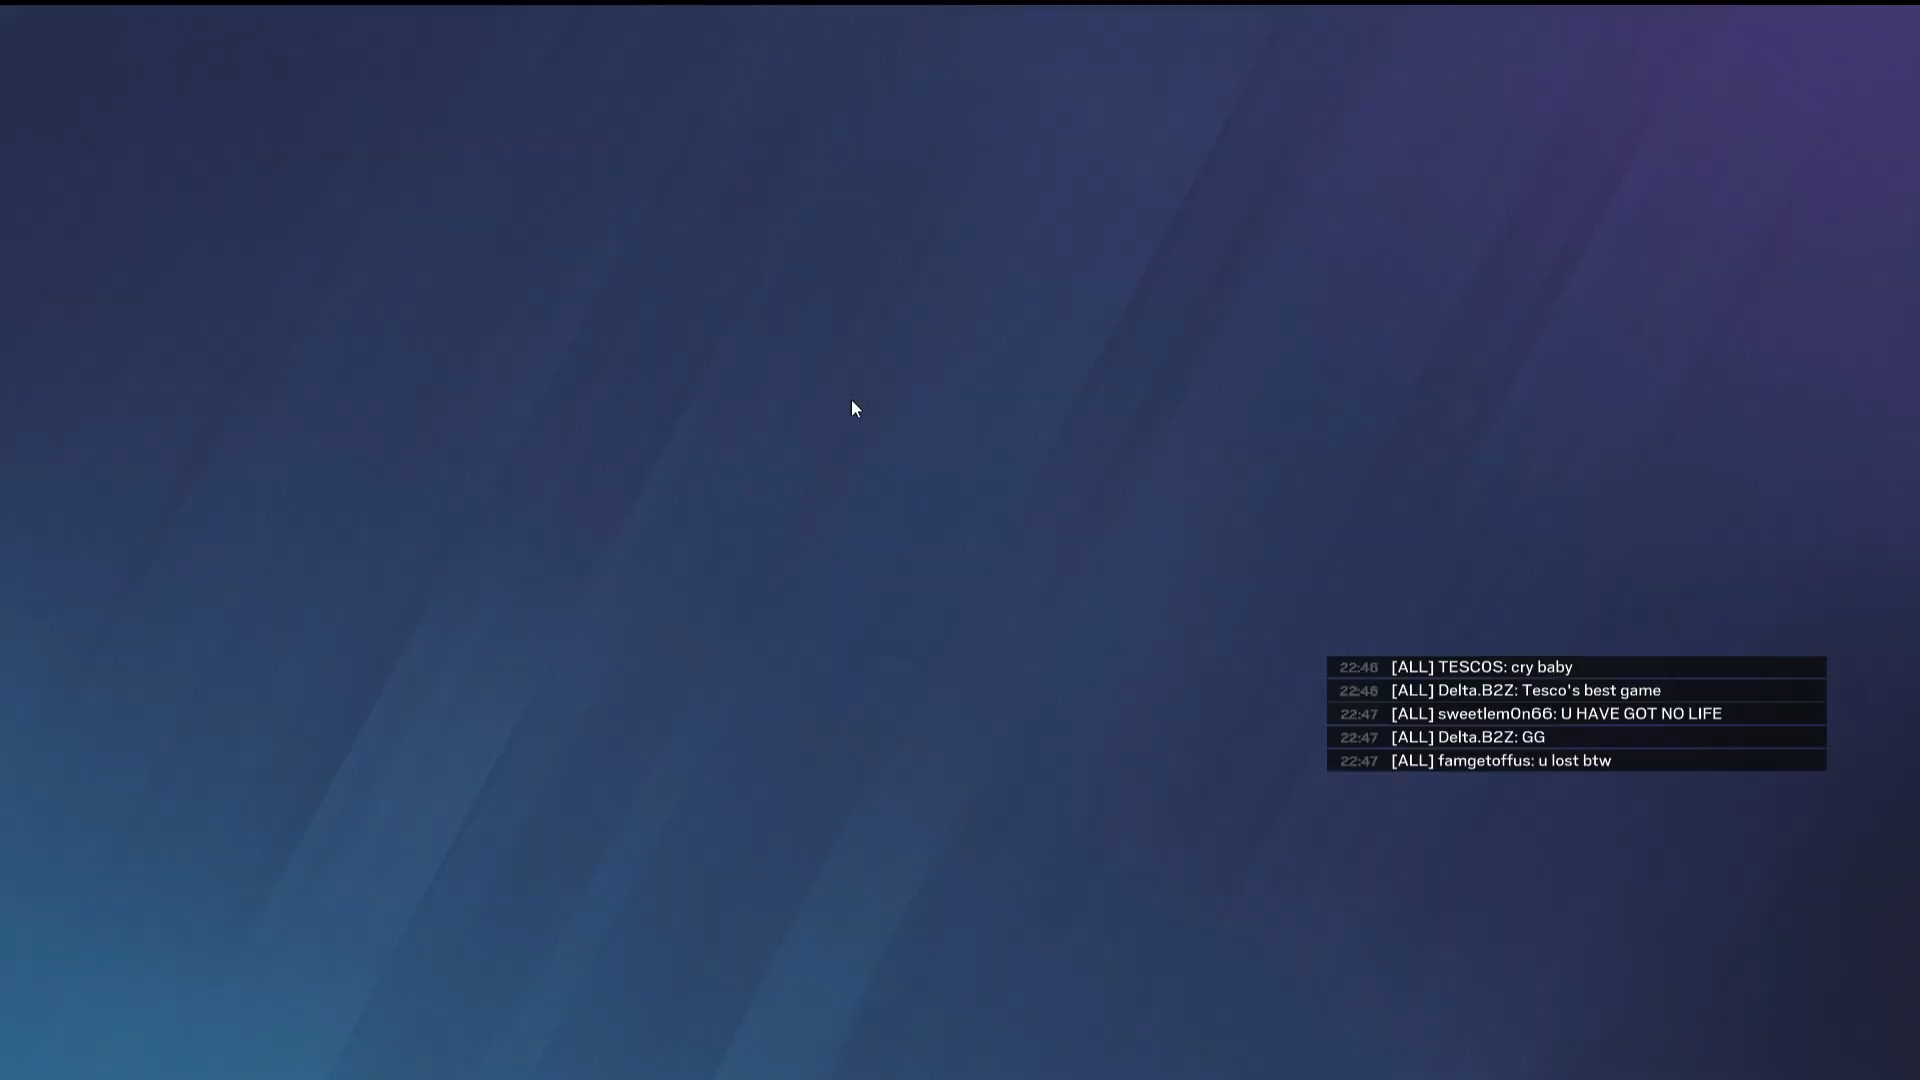 22:46 [ALL] TESCOS: cry baby
22:46 [ALL] Delta.B2Z: Tesco's best game
22:47 [ALL] sweetlem0n66: U HAVE GOT NO LIFE
22:47 [ALL] Delta.B2Z: GG
22:47 [ALL] famgetoffus: u lost btw